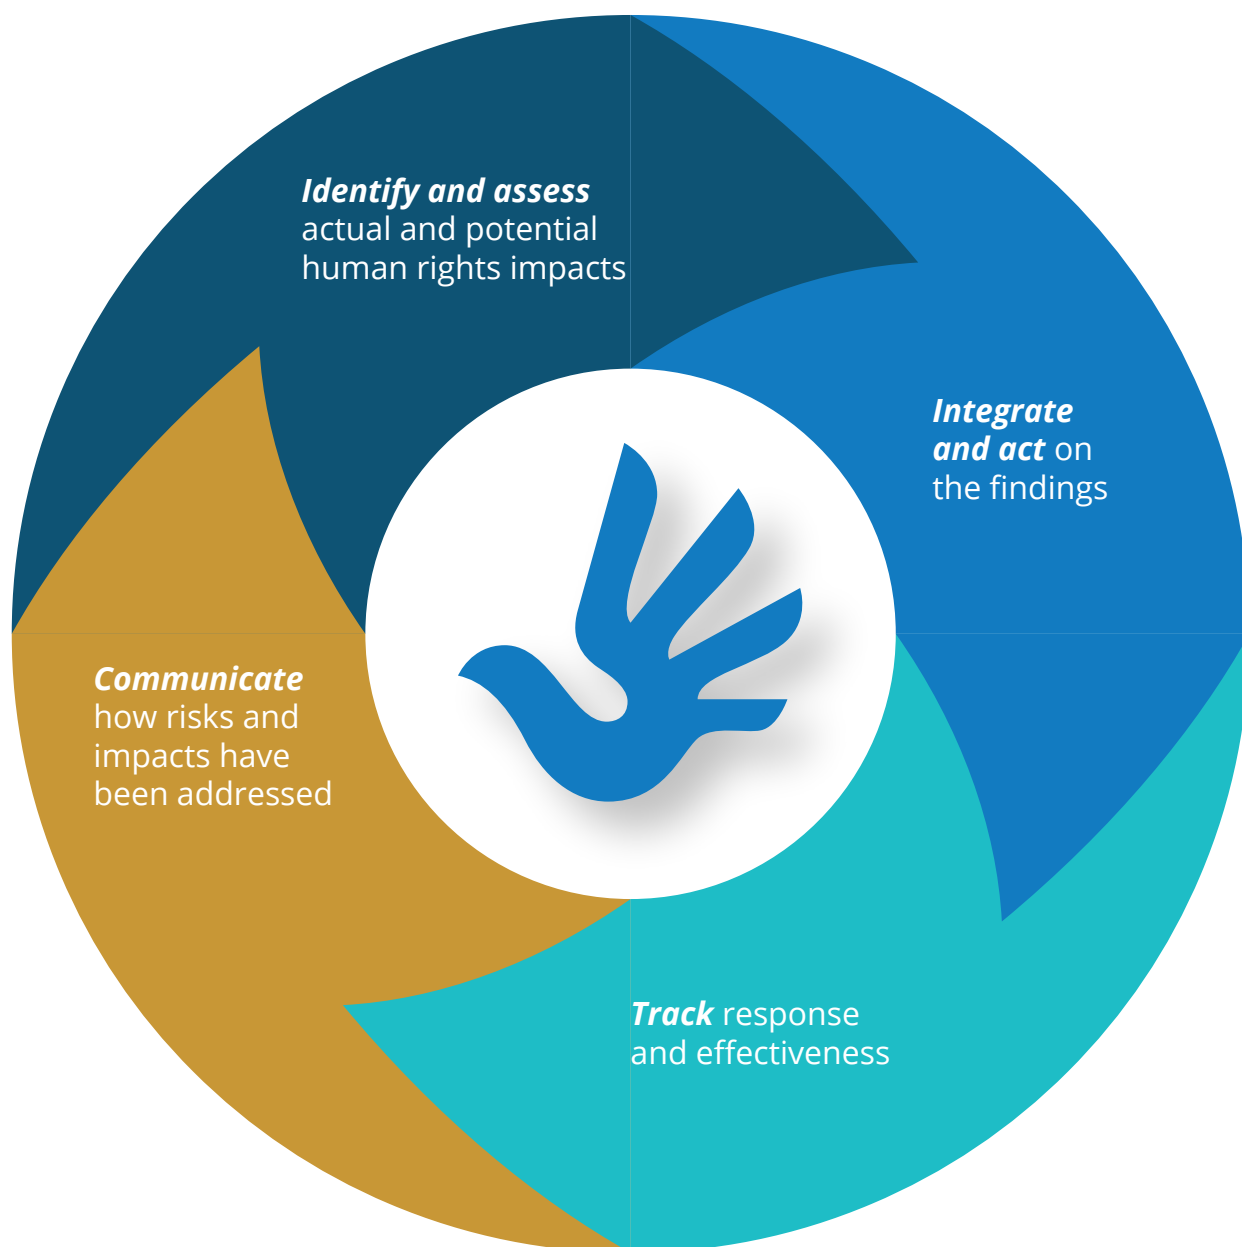 Identify and assess
actual and potential
human rights impacts
Integrate
and act on
the findings
Track response
and effectiveness
Communicate
how risks and
impacts have
been addressed